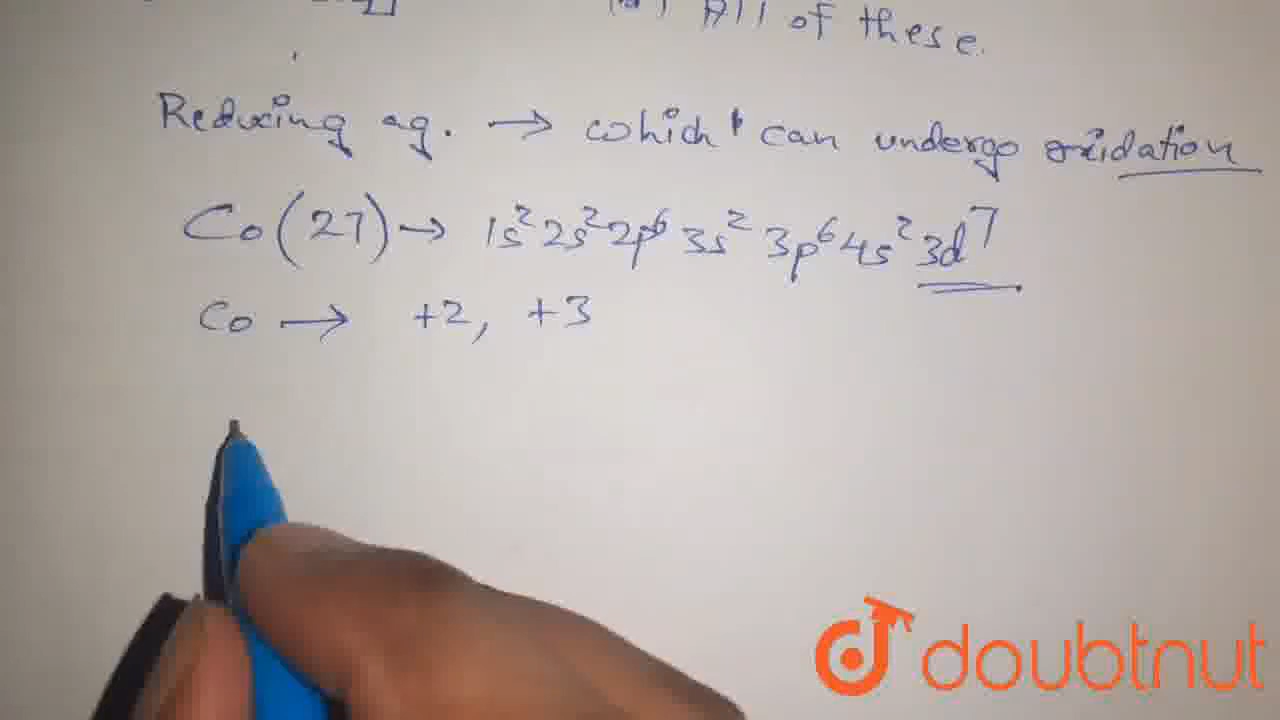 All of these.
Reducing ag. → which can undergo oxidation
Co(27) → 1s² 2s² 2p⁶ 3s² 3p⁶ 4s² 3d⁷
Co → +2, +3
doubtnut